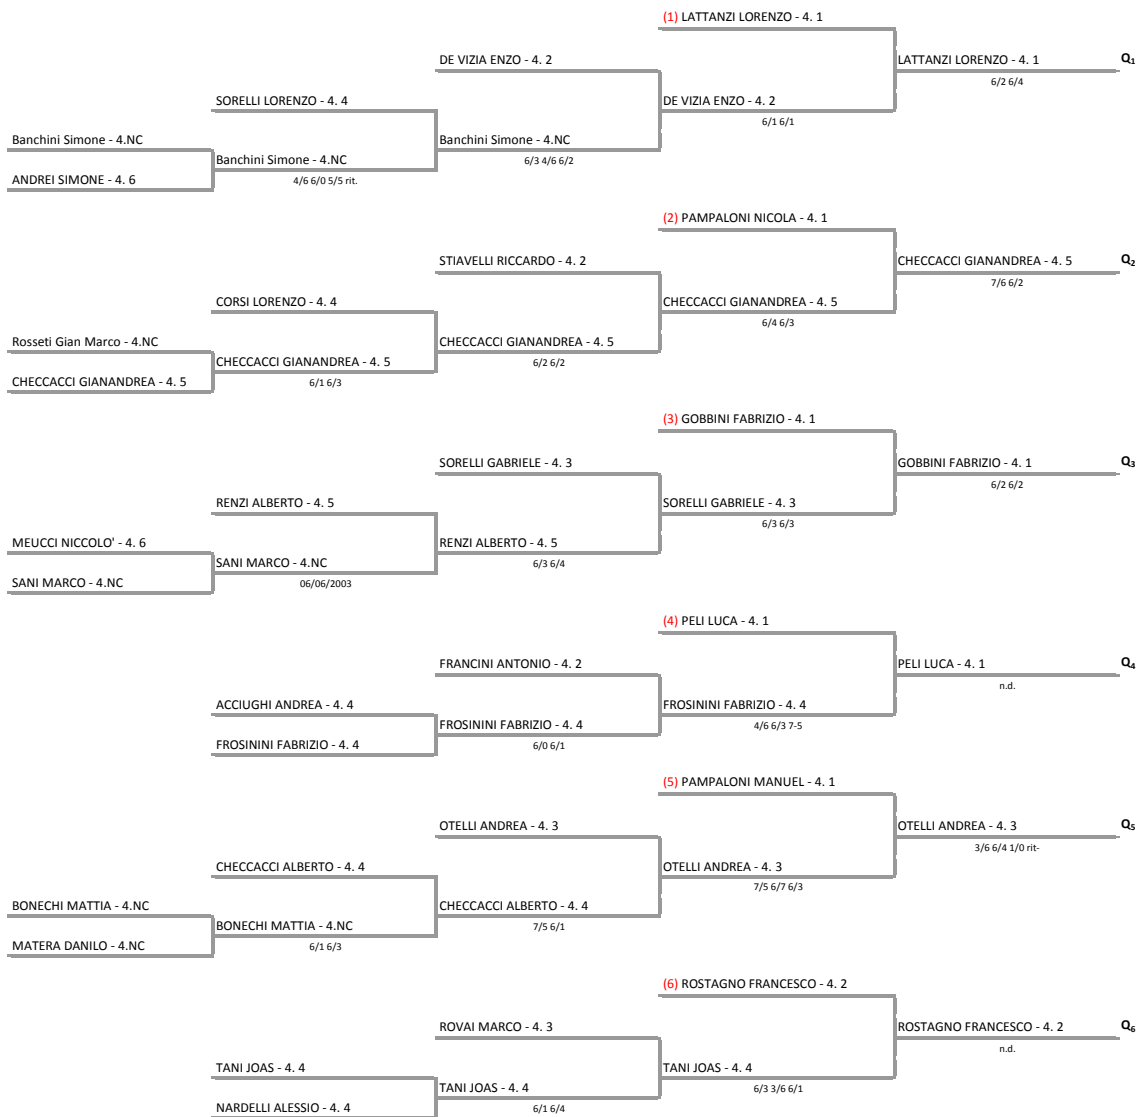 (1) LATTANZI LORENZO - 4. 1
DE VIZIA ENZO - 4. 2
LATTANZI LORENZO - 4. 1
Q1
6/2 6/4
SORELLI LORENZO - 4. 4
DE VIZIA ENZO - 4. 2
6/1 6/1
Banchini Simone - 4.NC
Banchini Simone - 4.NC
6/3 4/6 6/2
Banchini Simone - 4.NC
4/6 6/0 5/5 rit.
ANDREI SIMONE - 4. 6
(2) PAMPALONI NICOLA - 4. 1
STIAVELLI RICCARDO - 4. 2
CHECCACCI GIANANDREA - 4. 5
Q2
7/6 6/2
CORSI LORENZO - 4. 4
CHECCACCI GIANANDREA - 4. 5
6/4 6/3
Rosseti Gian Marco - 4.NC
CHECCACCI GIANANDREA - 4. 5
6/2 6/2
CHECCACCI GIANANDREA - 4. 5
6/1 6/3
CHECCACCI GIANANDREA - 4. 5
(3) GOBBINI FABRIZIO - 4. 1
SORELLI GABRIELE - 4. 3
GOBBINI FABRIZIO - 4. 1
Q3
6/2 6/2
RENZI ALBERTO - 4. 5
SORELLI GABRIELE - 4. 3
6/3 6/3
MEUCCI NICCOLO' - 4. 6
RENZI ALBERTO - 4. 5
6/3 6/4
SANI MARCO - 4.NC
06/06/2003
SANI MARCO - 4.NC
(4) PELI LUCA - 4. 1
FRANCINI ANTONIO - 4. 2
PELI LUCA - 4. 1
Q4
n.d.
ACCIUGHI ANDREA - 4. 4
FROSININI FABRIZIO - 4. 4
4/6 6/3 7-5
FROSININI FABRIZIO - 4. 4
6/0 6/1
FROSININI FABRIZIO - 4. 4
(5) PAMPALONI MANUEL - 4. 1
OTELLI ANDREA - 4. 3
OTELLI ANDREA - 4. 3
Q5
3/6 6/4 1/0 rit-
CHECCACCI ALBERTO - 4. 4
OTELLI ANDREA - 4. 3
7/5 6/7 6/3
BONECHI MATTIA - 4.NC
CHECCACCI ALBERTO - 4. 4
7/5 6/1
BONECHI MATTIA - 4.NC
6/1 6/3
MATERA DANILO - 4.NC
(6) ROSTAGNO FRANCESCO - 4. 2
ROVAI MARCO - 4. 3
ROSTAGNO FRANCESCO - 4. 2
Q6
n.d.
TANI JOAS - 4. 4
TANI JOAS - 4. 4
6/3 3/6 6/1
TANI JOAS - 4. 4
6/1 6/4
NARDELLI ALESSIO - 4. 4